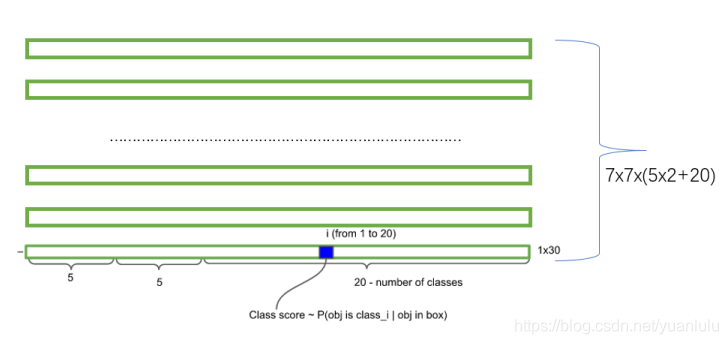 ………………………………………………………………
7x7x(5x2+20)
i (from 1 to 20)
1x30
5
5
20 - number of classes
Class score ~ P(obj is class_i | obj in box)
https://blog.csdn.net/yuanlulu